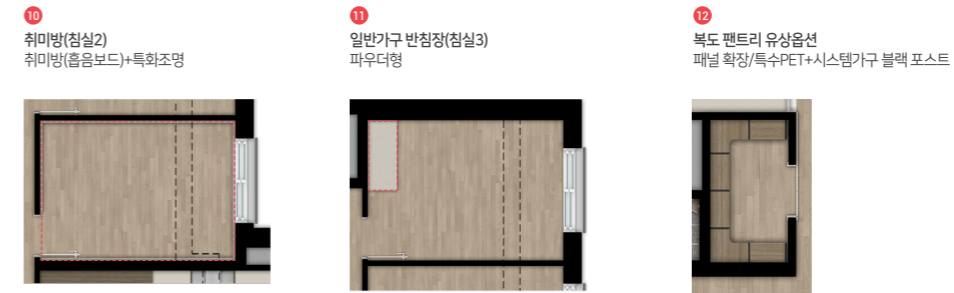 10
취미방(침실2)
취미방(흡음보드)+특화조명
11
일반가구 반침장(침실3)
파우더형
12
복도 팬트리 유상옵션
패널 확장/특수PET+시스템가구 블랙 포스트